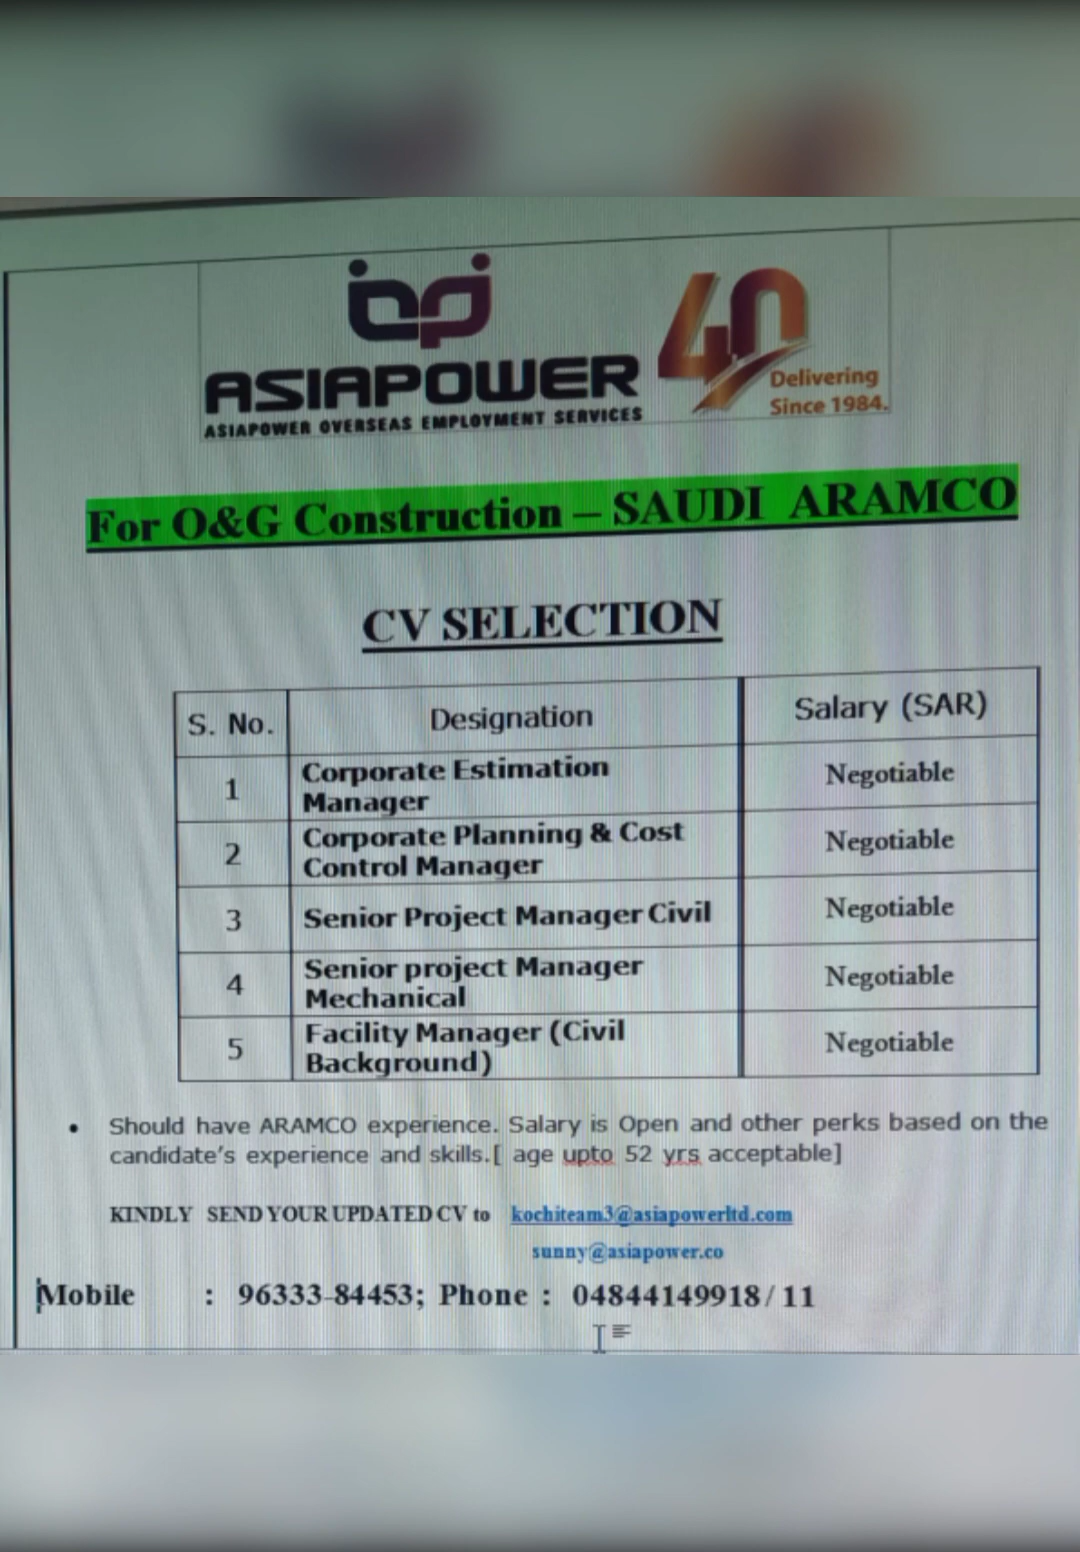 ASIAPOWER
ASIAPOWER OVERSEAS EMPLOYMENT SERVICES
40
Delivering
Since 1984.
For O&G Construction – SAUDI ARAMCO
CV SELECTION
S. No. Designation Salary (SAR)
1 Corporate Estimation Manager Negotiable
2 Corporate Planning & Cost Control Manager Negotiable
3 Senior Project Manager Civil Negotiable
4 Senior project Manager Mechanical Negotiable
5 Facility Manager (Civil Background) Negotiable
• Should have ARAMCO experience. Salary is Open and other perks based on the
candidate's experience and skills.[ age upto 52 yrs acceptable]
KINDLY SEND YOUR UPDATED CV to kochiteam3@asiapowerltd.com
sunny@asiapower.co
Mobile : 96333-84453; Phone : 04844149918/ 11